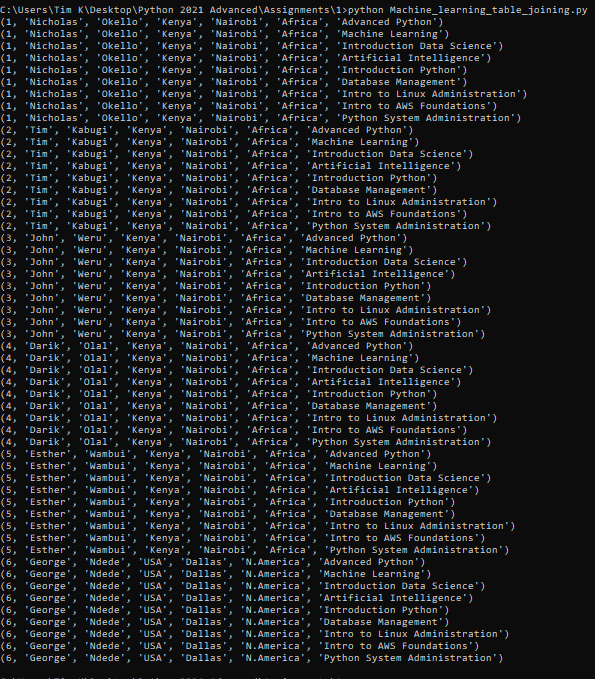 C:\Users\Tim K\Desktop\Python 2021 Advanced\Assignments\1>python Machine_learning_table_joining.py
(1, 'Nicholas', 'Okello', 'Kenya', 'Nairobi', 'Africa', 'Advanced Python')
(1, 'Nicholas', 'Okello', 'Kenya', 'Nairobi', 'Africa', 'Machine Learning')
(1, 'Nicholas', 'Okello', 'Kenya', 'Nairobi', 'Africa', 'Introduction Data Science')
(1, 'Nicholas', 'Okello', 'Kenya', 'Nairobi', 'Africa', 'Artificial Intelligence')
(1, 'Nicholas', 'Okello', 'Kenya', 'Nairobi', 'Africa', 'Introduction Python')
(1, 'Nicholas', 'Okello', 'Kenya', 'Nairobi', 'Africa', 'Database Management')
(1, 'Nicholas', 'Okello', 'Kenya', 'Nairobi', 'Africa', 'Intro to Linux Administration')
(1, 'Nicholas', 'Okello', 'Kenya', 'Nairobi', 'Africa', 'Intro to AWS Foundations')
(1, 'Nicholas', 'Okello', 'Kenya', 'Nairobi', 'Africa', 'Python System Administration')
(2, 'Tim', 'Kabugi', 'Kenya', 'Nairobi', 'Africa', 'Advanced Python')
(2, 'Tim', 'Kabugi', 'Kenya', 'Nairobi', 'Africa', 'Machine Learning')
(2, 'Tim', 'Kabugi', 'Kenya', 'Nairobi', 'Africa', 'Introduction Data Science')
(2, 'Tim', 'Kabugi', 'Kenya', 'Nairobi', 'Africa', 'Artificial Intelligence')
(2, 'Tim', 'Kabugi', 'Kenya', 'Nairobi', 'Africa', 'Introduction Python')
(2, 'Tim', 'Kabugi', 'Kenya', 'Nairobi', 'Africa', 'Database Management')
(2, 'Tim', 'Kabugi', 'Kenya', 'Nairobi', 'Africa', 'Intro to Linux Administration')
(2, 'Tim', 'Kabugi', 'Kenya', 'Nairobi', 'Africa', 'Intro to AWS Foundations')
(2, 'Tim', 'Kabugi', 'Kenya', 'Nairobi', 'Africa', 'Python System Administration')
(3, 'John', 'Weru', 'Kenya', 'Nairobi', 'Africa', 'Advanced Python')
(3, 'John', 'Weru', 'Kenya', 'Nairobi', 'Africa', 'Machine Learning')
(3, 'John', 'Weru', 'Kenya', 'Nairobi', 'Africa', 'Introduction Data Science')
(3, 'John', 'Weru', 'Kenya', 'Nairobi', 'Africa', 'Artificial Intelligence')
(3, 'John', 'Weru', 'Kenya', 'Nairobi', 'Africa', 'Introduction Python')
(3, 'John', 'Weru', 'Kenya', 'Nairobi', 'Africa', 'Database Management')
(3, 'John', 'Weru', 'Kenya', 'Nairobi', 'Africa', 'Intro to Linux Administration')
(3, 'John', 'Weru', 'Kenya', 'Nairobi', 'Africa', 'Intro to AWS Foundations')
(3, 'John', 'Weru', 'Kenya', 'Nairobi', 'Africa', 'Python System Administration')
(4, 'Darik', 'Olal', 'Kenya', 'Nairobi', 'Africa', 'Advanced Python')
(4, 'Darik', 'Olal', 'Kenya', 'Nairobi', 'Africa', 'Machine Learning')
(4, 'Darik', 'Olal', 'Kenya', 'Nairobi', 'Africa', 'Introduction Data Science')
(4, 'Darik', 'Olal', 'Kenya', 'Nairobi', 'Africa', 'Artificial Intelligence')
(4, 'Darik', 'Olal', 'Kenya', 'Nairobi', 'Africa', 'Introduction Python')
(4, 'Darik', 'Olal', 'Kenya', 'Nairobi', 'Africa', 'Database Management')
(4, 'Darik', 'Olal', 'Kenya', 'Nairobi', 'Africa', 'Intro to Linux Administration')
(4, 'Darik', 'Olal', 'Kenya', 'Nairobi', 'Africa', 'Intro to AWS Foundations')
(4, 'Darik', 'Olal', 'Kenya', 'Nairobi', 'Africa', 'Python System Administration')
(5, 'Esther', 'Wambui', 'Kenya', 'Nairobi', 'Africa', 'Advanced Python')
(5, 'Esther', 'Wambui', 'Kenya', 'Nairobi', 'Africa', 'Machine Learning')
(5, 'Esther', 'Wambui', 'Kenya', 'Nairobi', 'Africa', 'Introduction Data Science')
(5, 'Esther', 'Wambui', 'Kenya', 'Nairobi', 'Africa', 'Artificial Intelligence')
(5, 'Esther', 'Wambui', 'Kenya', 'Nairobi', 'Africa', 'Introduction Python')
(5, 'Esther', 'Wambui', 'Kenya', 'Nairobi', 'Africa', 'Database Management')
(5, 'Esther', 'Wambui', 'Kenya', 'Nairobi', 'Africa', 'Intro to Linux Administration')
(5, 'Esther', 'Wambui', 'Kenya', 'Nairobi', 'Africa', 'Intro to AWS Foundations')
(5, 'Esther', 'Wambui', 'Kenya', 'Nairobi', 'Africa', 'Python System Administration')
(6, 'George', 'Ndede', 'USA', 'Dallas', 'N.America', 'Advanced Python')
(6, 'George', 'Ndede', 'USA', 'Dallas', 'N.America', 'Machine Learning')
(6, 'George', 'Ndede', 'USA', 'Dallas', 'N.America', 'Introduction Data Science')
(6, 'George', 'Ndede', 'USA', 'Dallas', 'N.America', 'Artificial Intelligence')
(6, 'George', 'Ndede', 'USA', 'Dallas', 'N.America', 'Introduction Python')
(6, 'George', 'Ndede', 'USA', 'Dallas', 'N.America', 'Database Management')
(6, 'George', 'Ndede', 'USA', 'Dallas', 'N.America', 'Intro to Linux Administration')
(6, 'George', 'Ndede', 'USA', 'Dallas', 'N.America', 'Intro to AWS Foundations')
(6, 'George', 'Ndede', 'USA', 'Dallas', 'N.America', 'Python System Administration')